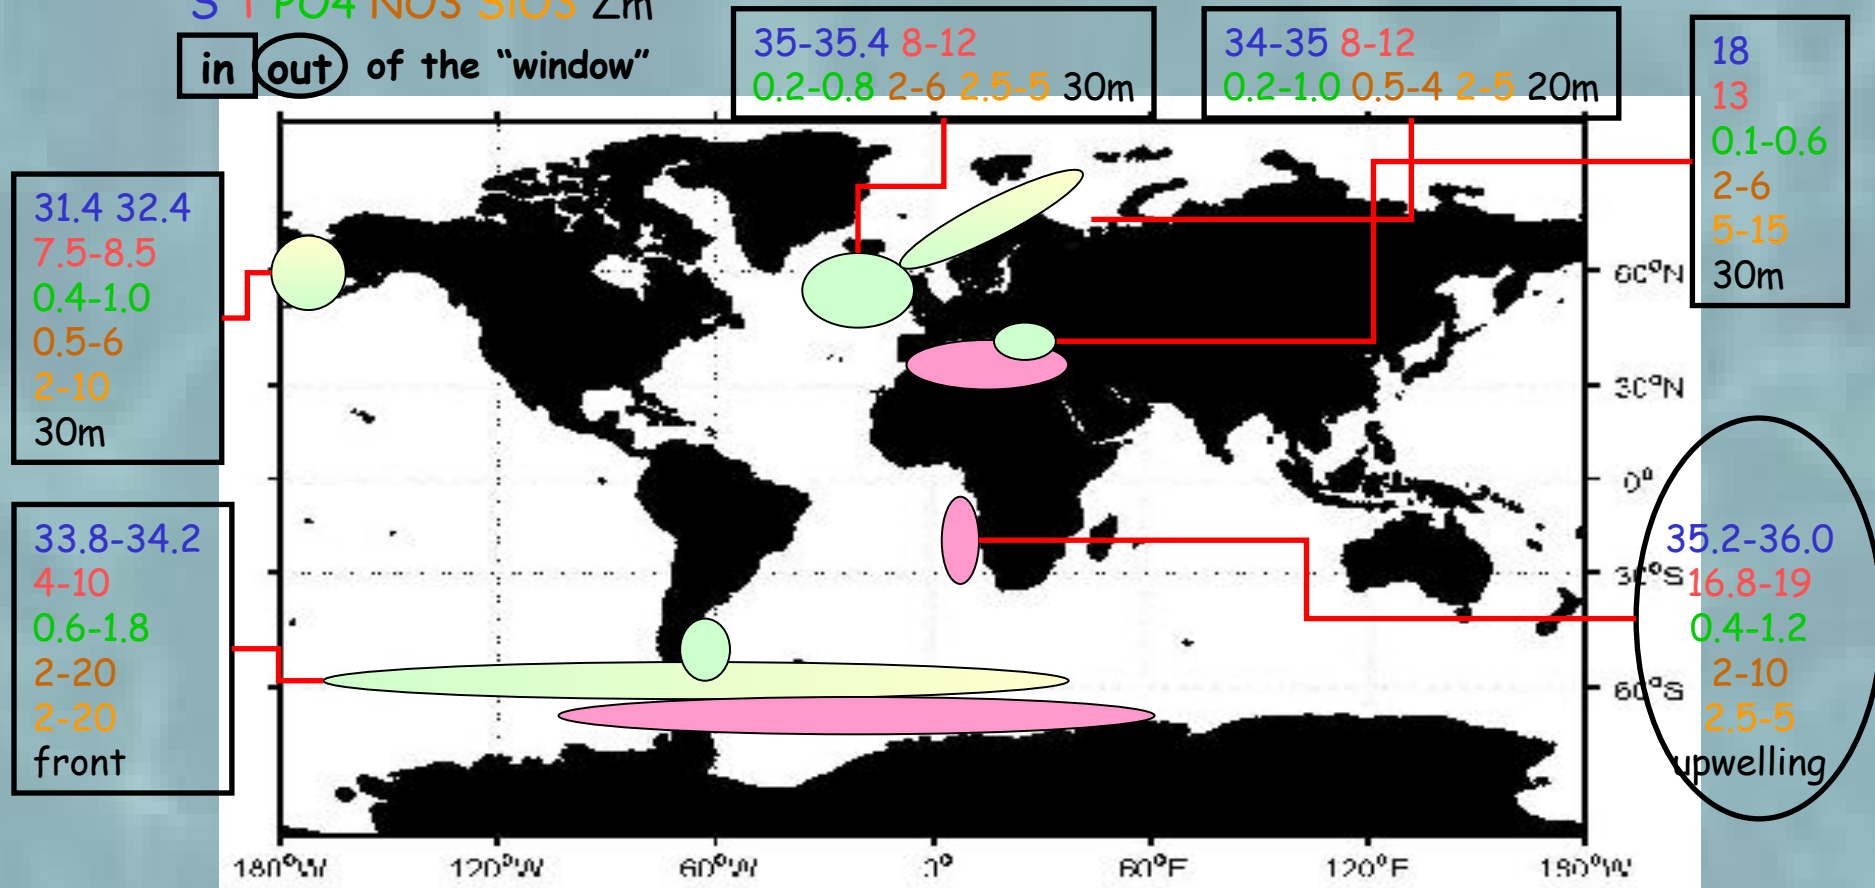 S T PO4 NO3 SiO3 Zm
in out of the “window”
35-35.4 8-12
0.2-0.8 2-6 2.5-5 30m
34-35 8-12
0.2-1.0 0.5-4 2-5 20m
18
13
0.1-0.6
2-6
5-15
30m
31.4 32.4
7.5-8.5
0.4-1.0
0.5-6
2-10
30m
33.8-34.2
4-10
0.6-1.8
2-20
2-20
front
35.2-36.0
16.8-19
0.4-1.2
2-10
2.5-5
upwelling
60°N
30°N
0°
30°S
60°S
180°W
120°W
60°W
0°
60°E
120°E
180°W